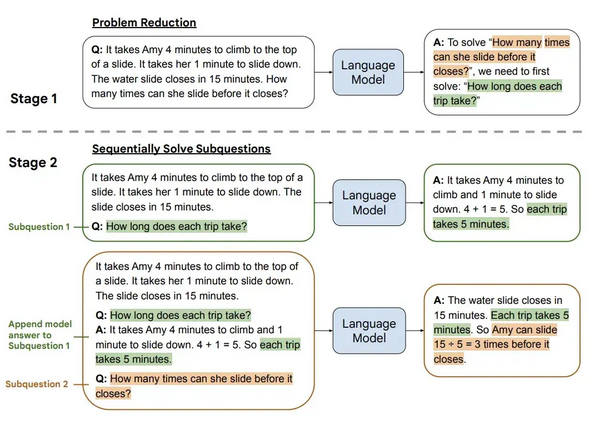 Problem Reduction
Stage 1
Q: It takes Amy 4 minutes to climb to the top
of a slide. It takes her 1 minute to slide down.
The water slide closes in 15 minutes. How
many times can she slide before it closes?
Language
Model
A: To solve “How many times
can she slide before it
closes?”, we need to first
solve: “How long does each
trip take?”
Stage 2
Sequentially Solve Subquestions
It takes Amy 4 minutes to climb to the top of a
slide. It takes her 1 minute to slide down. The
slide closes in 15 minutes.
Subquestion 1
Q: How long does each trip take?
Language
Model
A: It takes Amy 4 minutes to
climb and 1 minute to slide
down. 4 + 1 = 5. So each trip
takes 5 minutes.
It takes Amy 4 minutes to climb to the top of
a slide. It takes her 1 minute to slide down.
The slide closes in 15 minutes.
Append model
answer to
Subquestion 1
Q: How long does each trip take?
A: It takes Amy 4 minutes to climb and 1
minute to slide down. 4 + 1 = 5. So each trip
takes 5 minutes.
Subquestion 2
Q: How many times can she slide before it
closes?
Language
Model
A: The water slide closes in
15 minutes. Each trip takes 5
minutes. So Amy can slide
15 ÷ 5 = 3 times before it
closes.